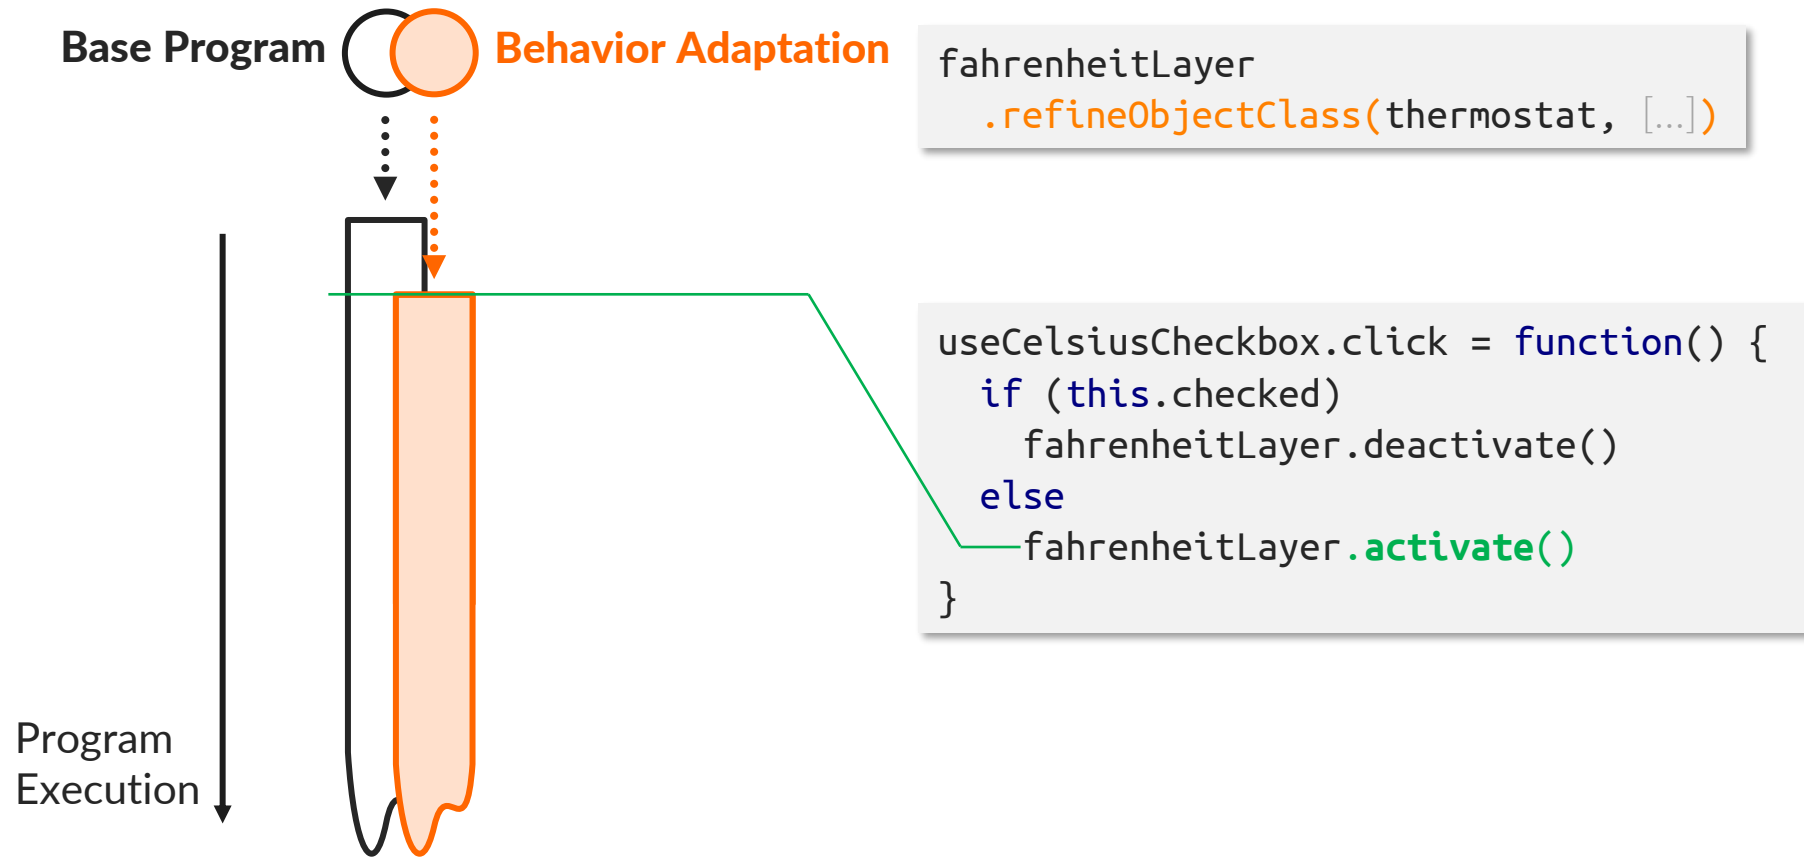 Base Program
Behavior Adaptation
fahrenheitLayer
.refineObjectClass(thermostat, [...])
useCelsiusCheckbox.click = function() {
if (this.checked)
fahrenheitLayer.deactivate()
else
fahrenheitLayer.activate()
}
Program
Execution